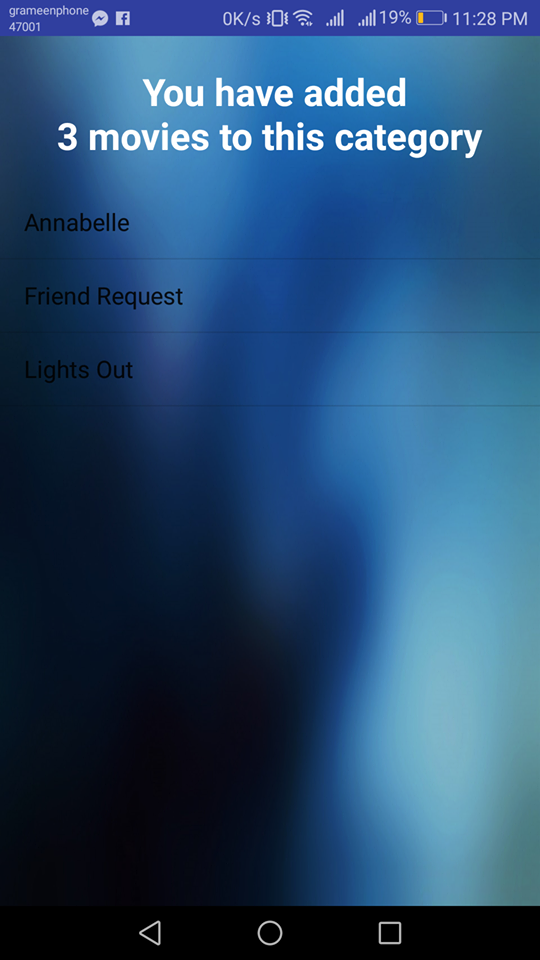 grameenphone
47001
0K/s
19%
11:28 PM
You have added
3 movies to this category
Annabelle
Friend Request
Lights Out